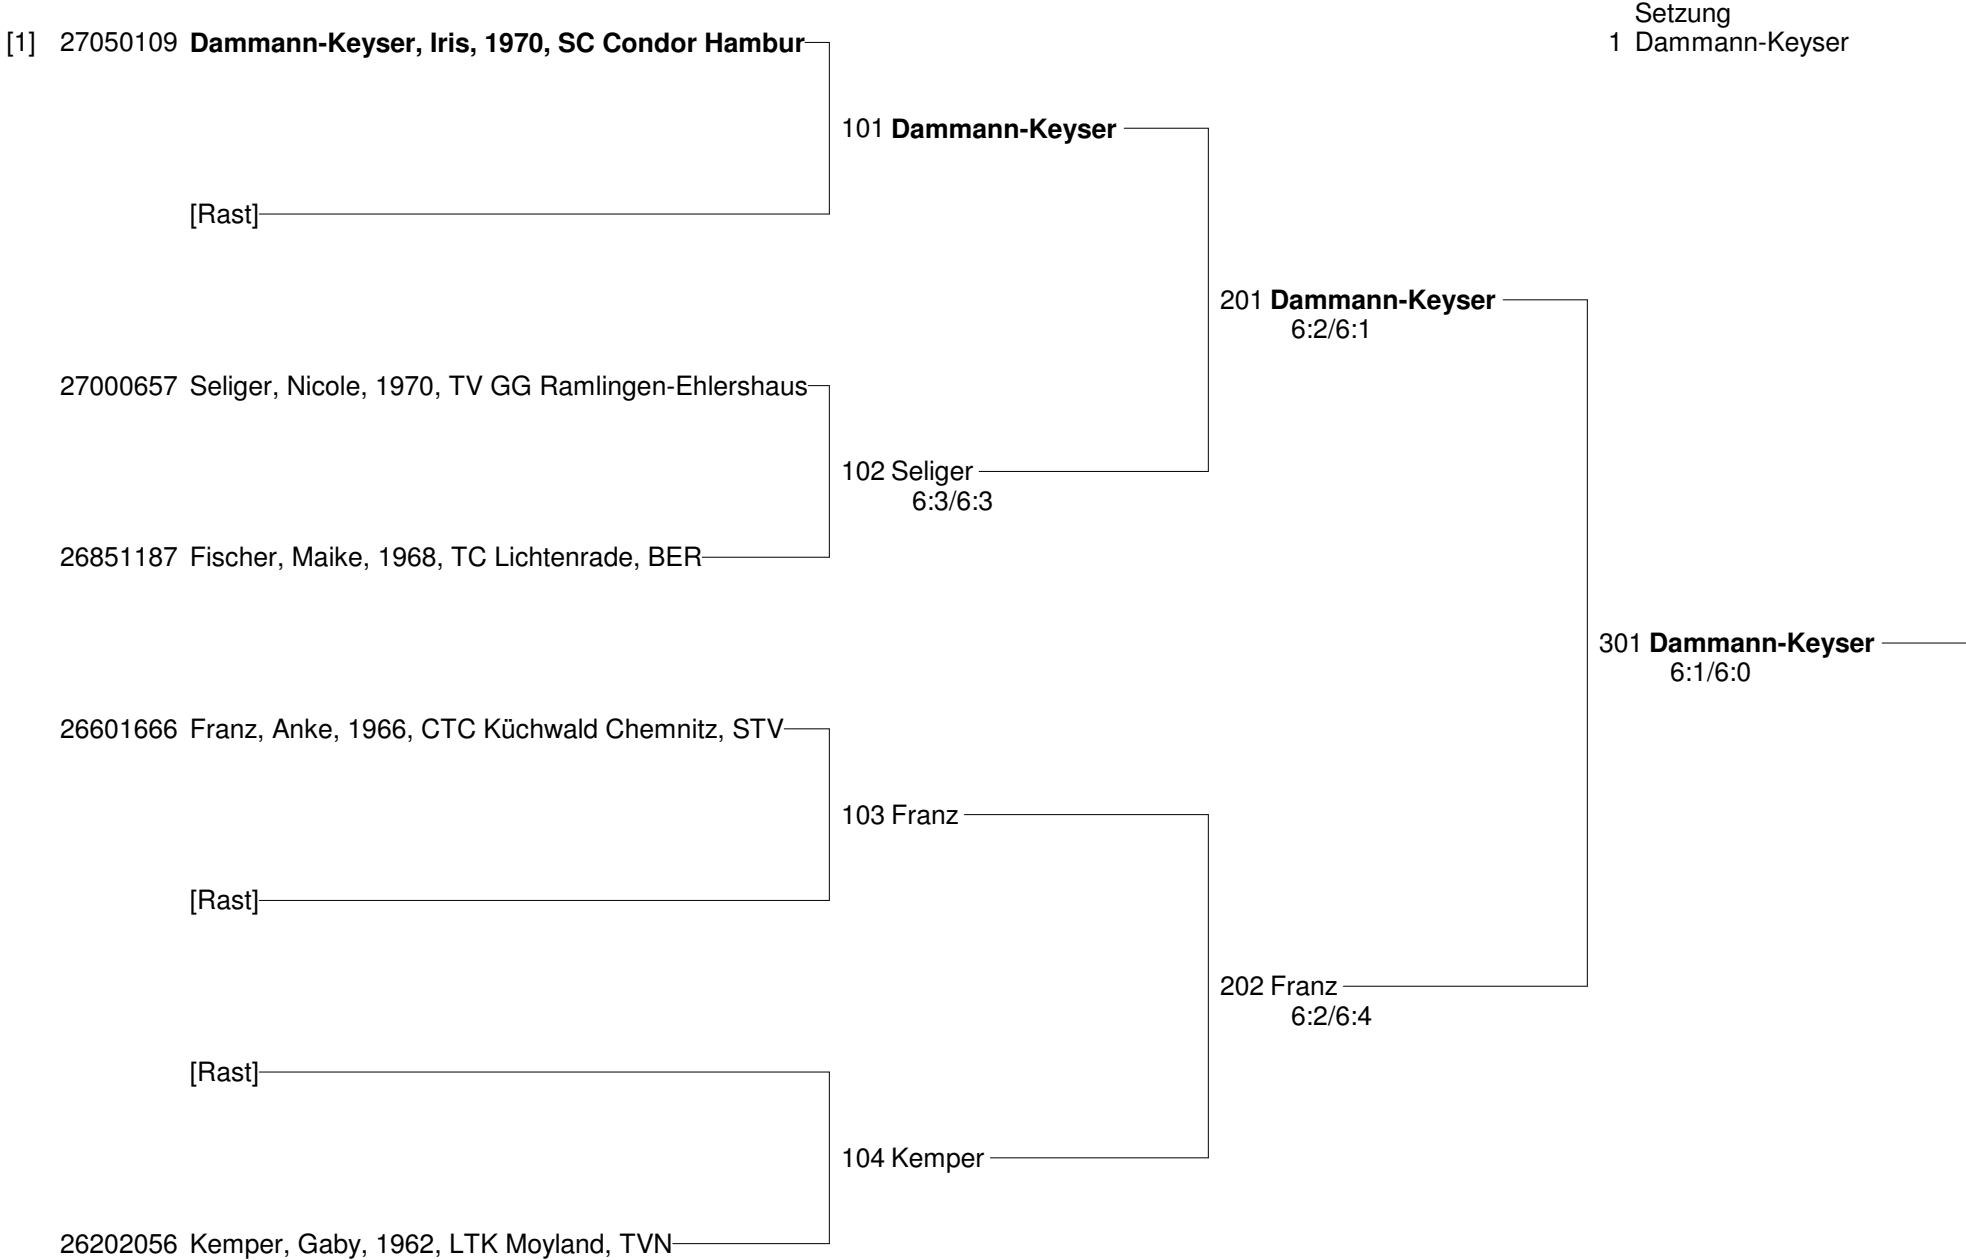 Setzung
[1] 27050109 Dammann-Keyser, Iris, 1970, SC Condor Hambur
1 Dammann-Keyser
101 Dammann-Keyser
[Rast]
201 Dammann-Keyser
6:2/6:1
27000657 Seliger, Nicole, 1970, TV GG Ramlingen-Ehlershaus
102 Seliger
6:3/6:3
26851187 Fischer, Maike, 1968, TC Lichtenrade, BER
301 Dammann-Keyser
6:1/6:0
26601666 Franz, Anke, 1966, CTC Küchwald Chemnitz, STV
103 Franz
[Rast]
202 Franz
6:2/6:4
[Rast]
104 Kemper
26202056 Kemper, Gaby, 1962, LTK Moyland, TVN